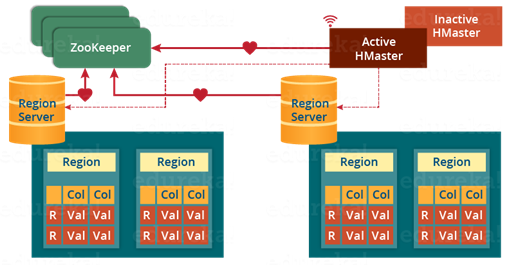 Inactive
HMaster
ZooKeeper
Active
HMaster
Region
Server
Region
Server
Region
Region
Region
Region
Col Col
Col Col
Col Col
Col Col
R Val Val
R Val Val
R Val Val
R Val Val
R Val Val
R Val Val
R Val Val
R Val Val